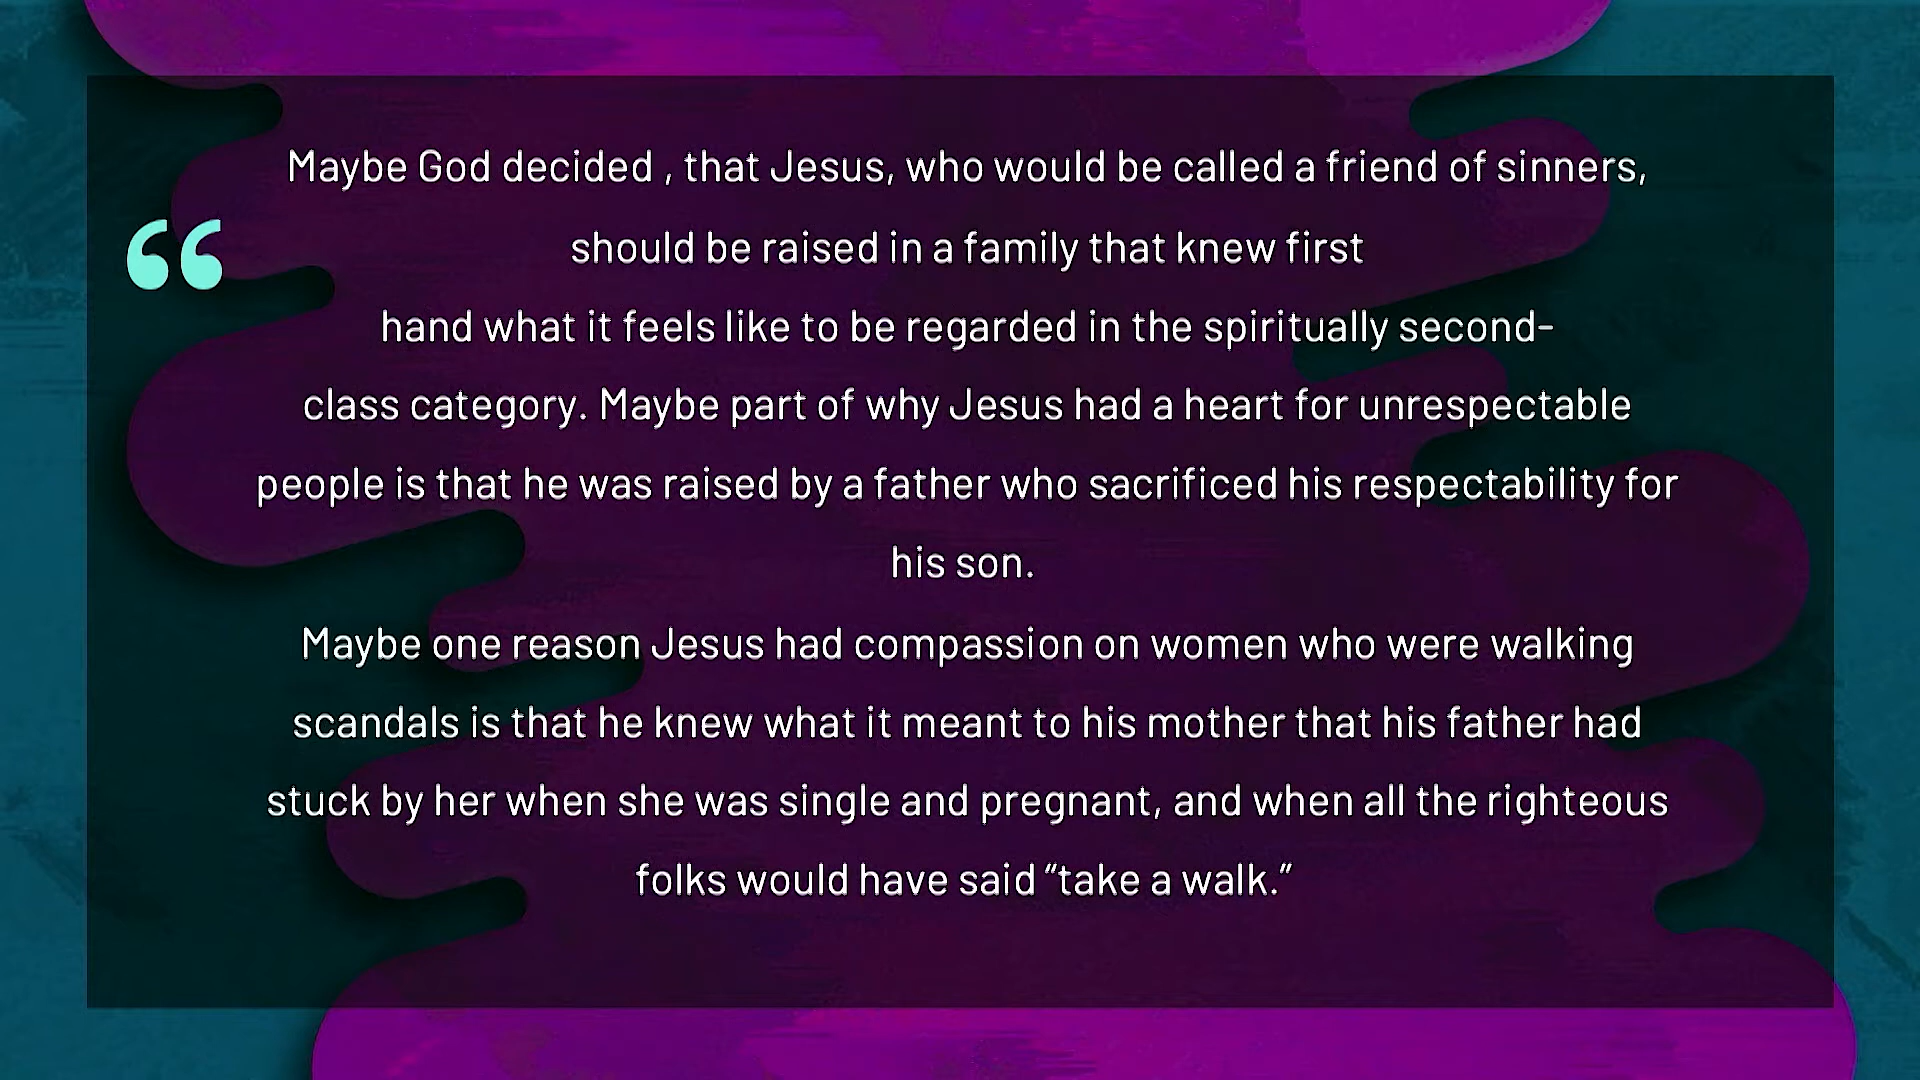 “
Maybe God decided , that Jesus, who would be called a friend of sinners,
should be raised in a family that knew first
hand what it feels like to be regarded in the spiritually second-
class category. Maybe part of why Jesus had a heart for unrespectable
people is that he was raised by a father who sacrificed his respectability for
his son.
Maybe one reason Jesus had compassion on women who were walking
scandals is that he knew what it meant to his mother that his father had
stuck by her when she was single and pregnant, and when all the righteous
folks would have said “take a walk.”